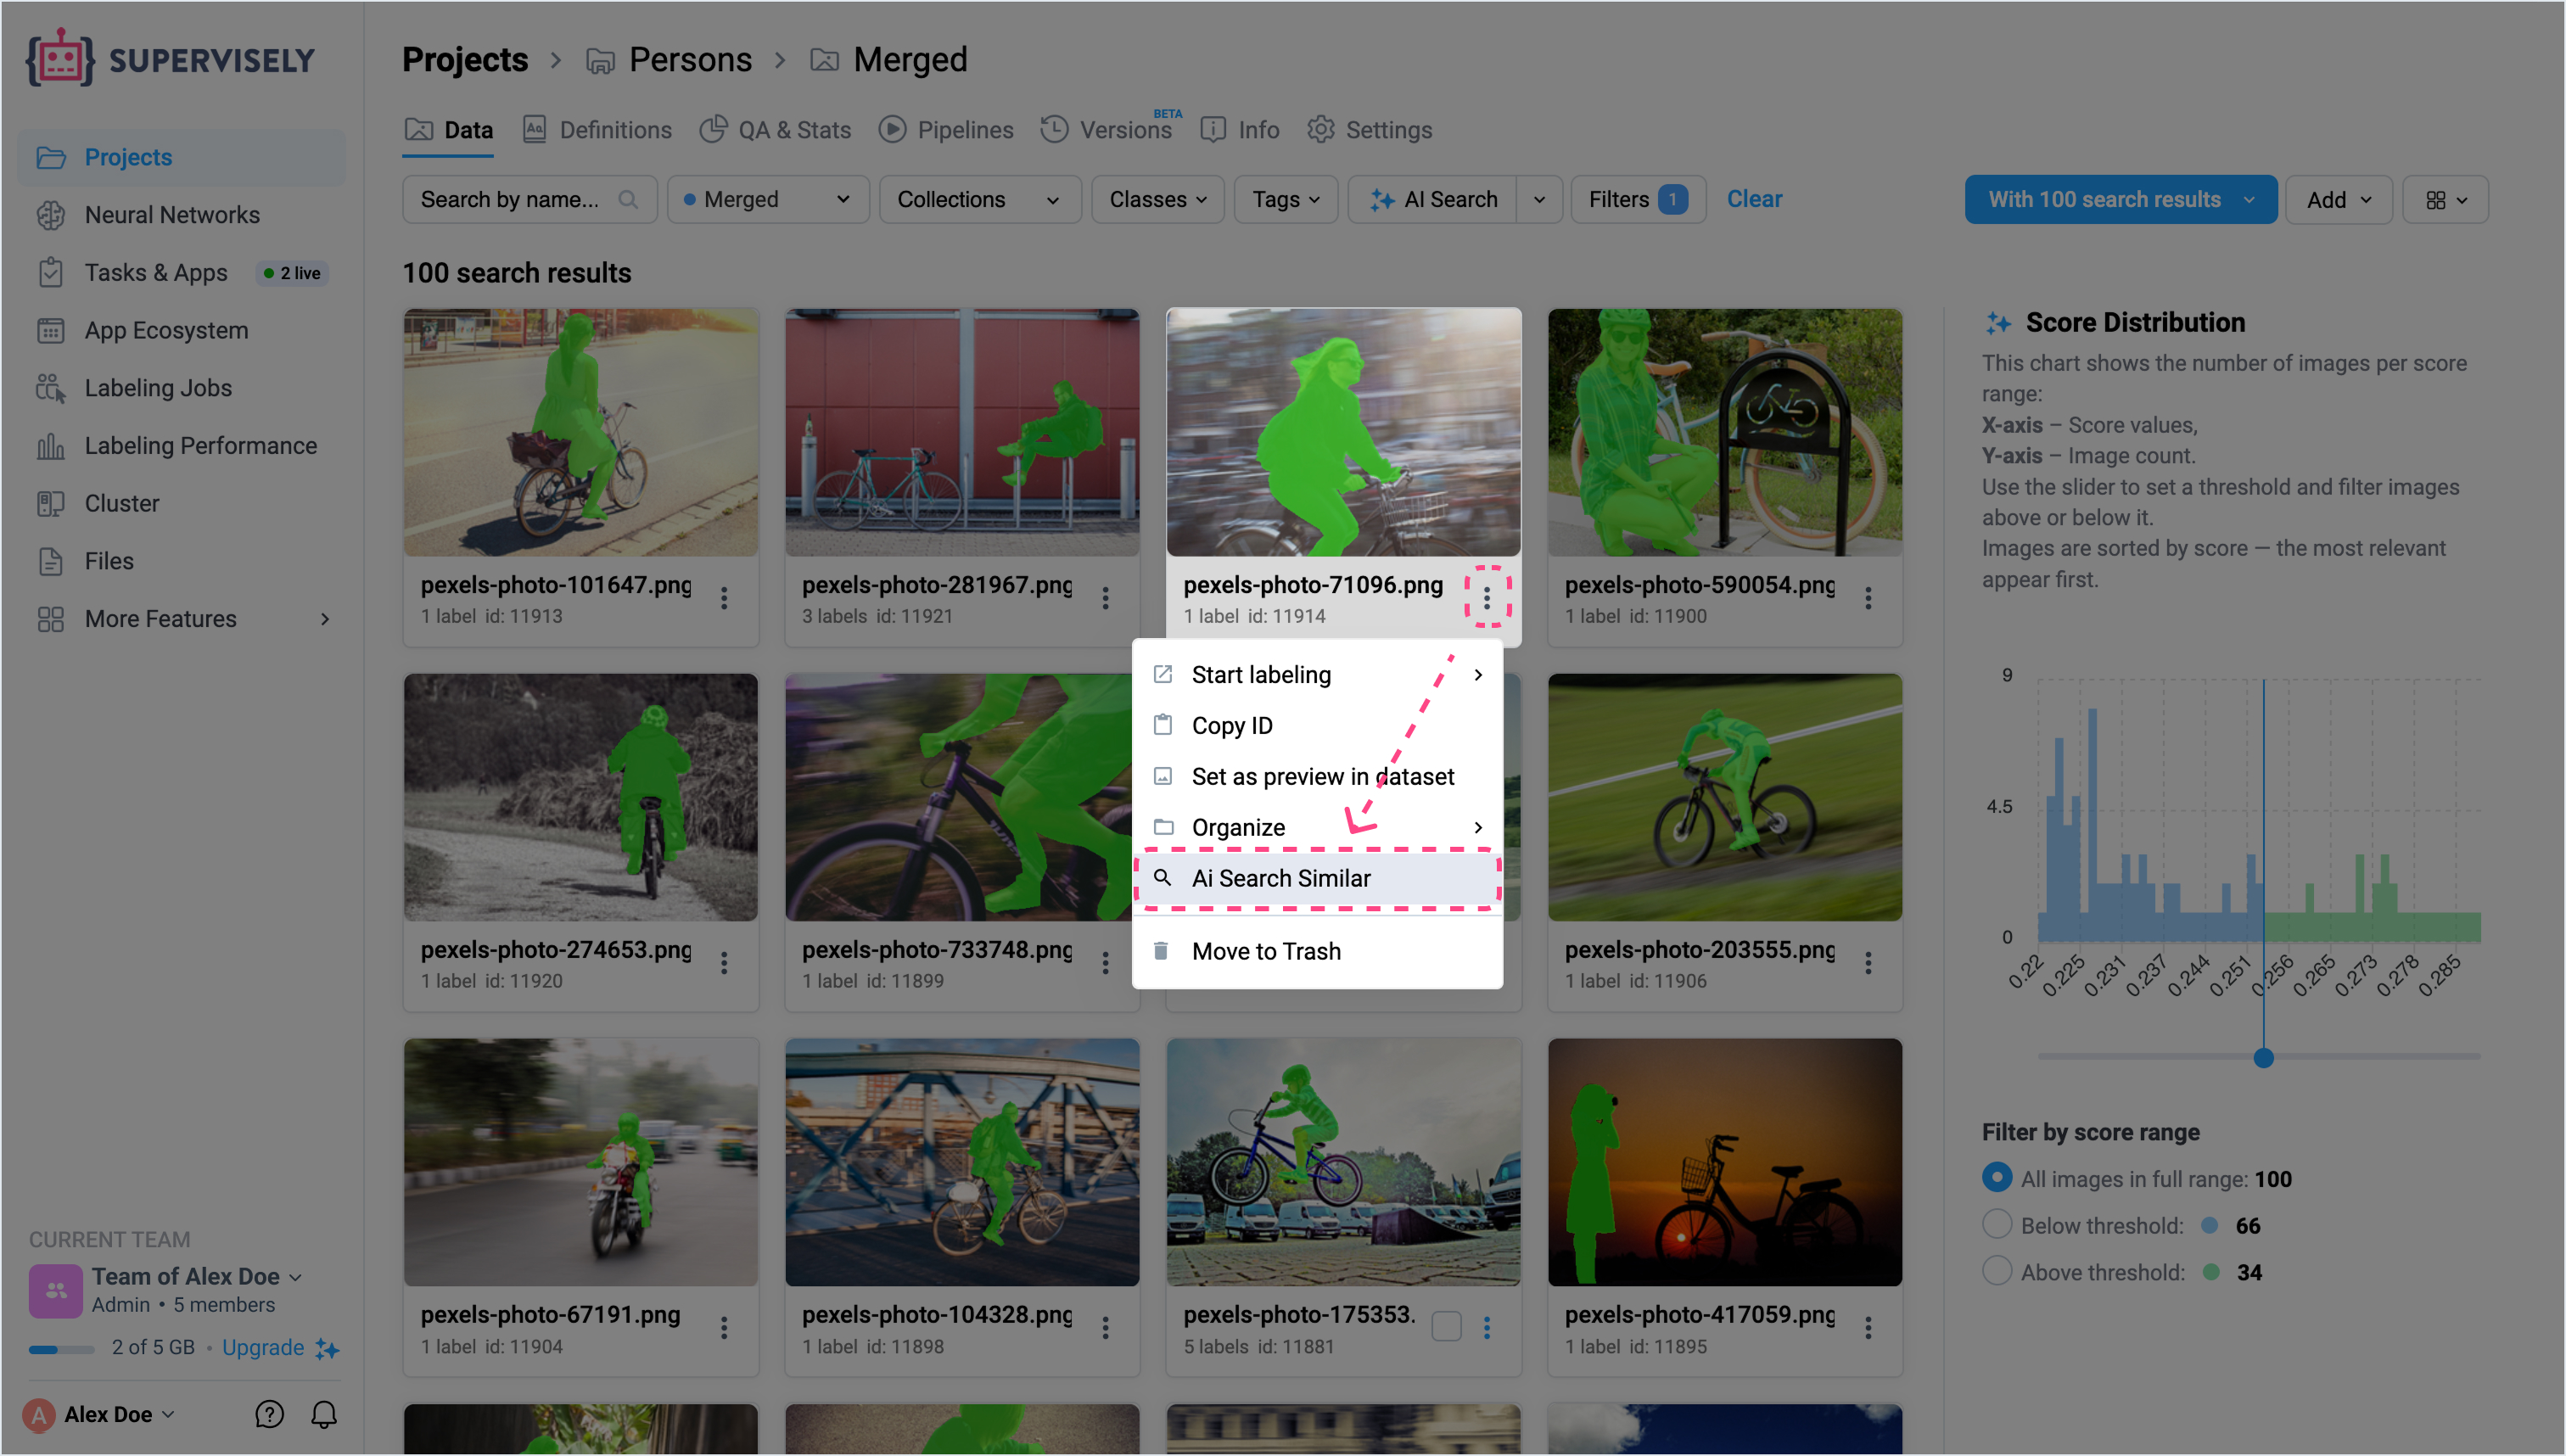 SUPERVISELY
Projects
Neural Networks
Tasks & Apps 2 live
App Ecosystem
Labeling Jobs
Labeling Performance
Cluster
Files
More Features
CURRENT TEAM
Team of Alex Doe
Admin • 5 members
2 of 5 GB • Upgrade
A Alex Doe
Projects > Persons > Merged
Data Definitions QA & Stats Pipelines Versions BETA Info Settings
Search by name... Merged Collections Classes Tags AI Search Filters 1 Clear
With 100 search results Add
100 search results
pexels-photo-101647.png
1 label id: 11913
pexels-photo-281967.png
3 labels id: 11921
pexels-photo-71096.png
1 label id: 11914
pexels-photo-590054.png
1 label id: 11900
Start labeling
Copy ID
Set as preview in dataset
Organize
Ai Search Similar
Move to Trash
pexels-photo-274653.png
1 label id: 11920
pexels-photo-733748.png
1 label id: 11899
pexels-photo-203555.png
1 label id: 11906
pexels-photo-67191.png
1 label id: 11904
pexels-photo-104328.png
1 label id: 11898
pexels-photo-175353.
5 labels id: 11881
pexels-photo-417059.png
1 label id: 11895
Score Distribution
This chart shows the number of images per score
range:
X-axis – Score values,
Y-axis – Image count.
Use the slider to set a threshold and filter images
above or below it.
Images are sorted by score — the most relevant
appear first.
9
4.5
0
0.22 0.225 0.231 0.237 0.244 0.251 0.256 0.265 0.273 0.278 0.285
Filter by score range
All images in full range: 100
Below threshold: 66
Above threshold: 34